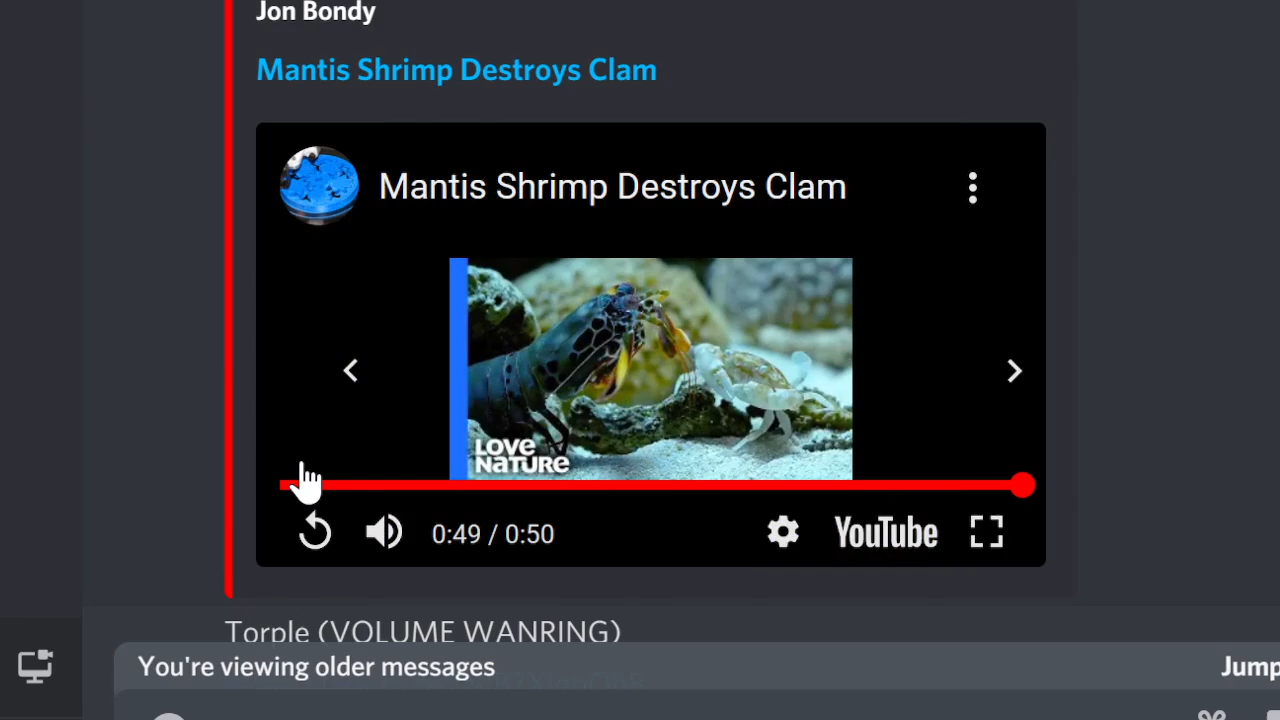 Jon Bondy
Mantis Shrimp Destroys Clam
Mantis Shrimp Destroys Clam
LOVE
NATURE
0:49 / 0:50
YouTube
Torple (VOLUME WANRING)
You're viewing older messages
Jump